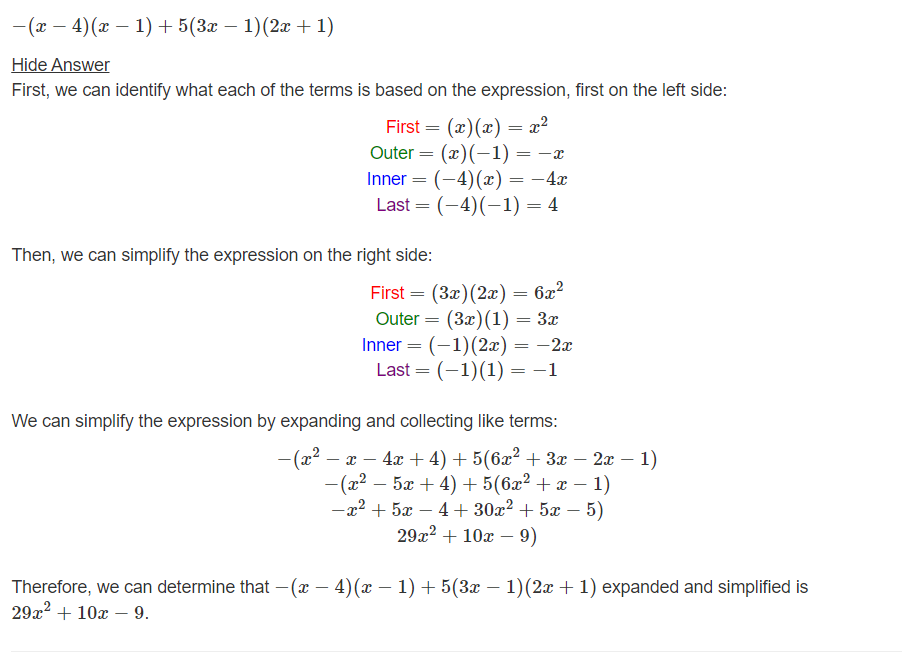 −(x − 4)(x − 1) + 5(3x − 1)(2x + 1)
Hide Answer
First, we can identify what each of the terms is based on the expression, first on the left side:
First = (x)(x) = x²
Outer = (x)(−1) = −x
Inner = (−4)(x) = −4x
Last = (−4)(−1) = 4
Then, we can simplify the expression on the right side:
First = (3x)(2x) = 6x²
Outer = (3x)(1) = 3x
Inner = (−1)(2x) = −2x
Last = (−1)(1) = −1
We can simplify the expression by expanding and collecting like terms:
−(x² − x − 4x + 4) + 5(6x² + 3x − 2x − 1)
−(x² − 5x + 4) + 5(6x² + x − 1)
−x² + 5x − 4 + 30x² + 5x − 5)
29x² + 10x − 9)
Therefore, we can determine that −(x − 4)(x − 1) + 5(3x − 1)(2x + 1) expanded and simplified is
29x² + 10x − 9.